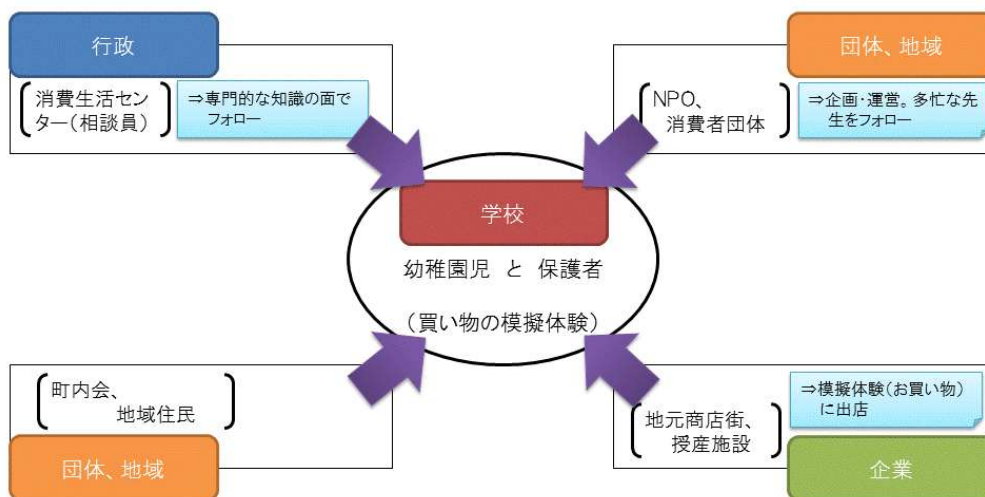 行政
消費生活セン
ター(相談員)
⇒専門的な知識の面で
フォロー
団体、地域
NPO、
消費者団体
⇒企画・運営。多忙な先
生をフォロー
学校
幼稚園児 と 保護者
(買い物の模擬体験)
町内会、
地域住民
団体、地域
地元商店街、
授産施設
⇒模擬体験(お買い物)
に出店
企業